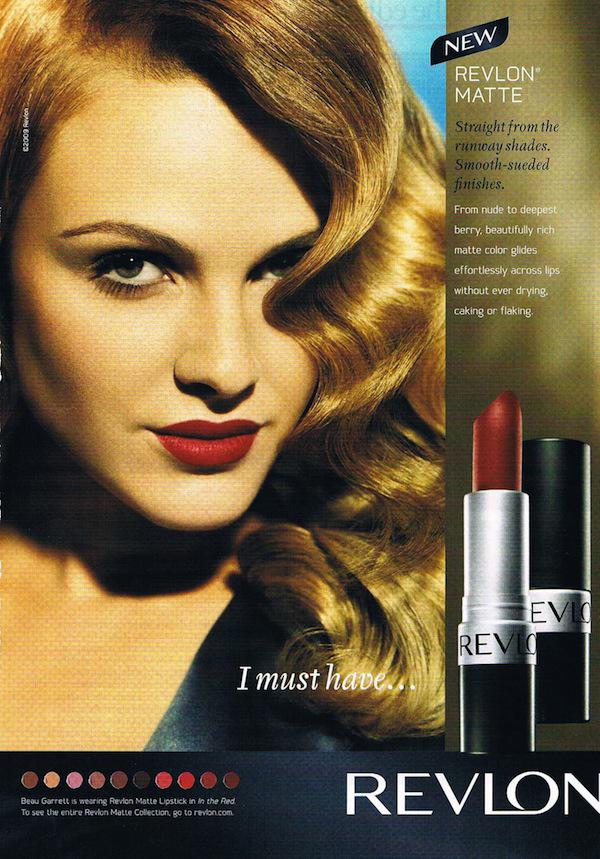 ©2009 Revlon
NEW
REVLON®
MATTE
Straight from the
runway shades.
Smooth-sueded
finishes.
From nude to deepest
berry, beautifully rich
matte color glides
effortlessly across lips
without ever drying,
caking or flaking.
EVLO
REVLO
I must have...
Beau Garrett is wearing Revlon Matte Lipstick in In the Red.
To see the entire Revlon Matte Collection, go to revlon.com.
REVLON